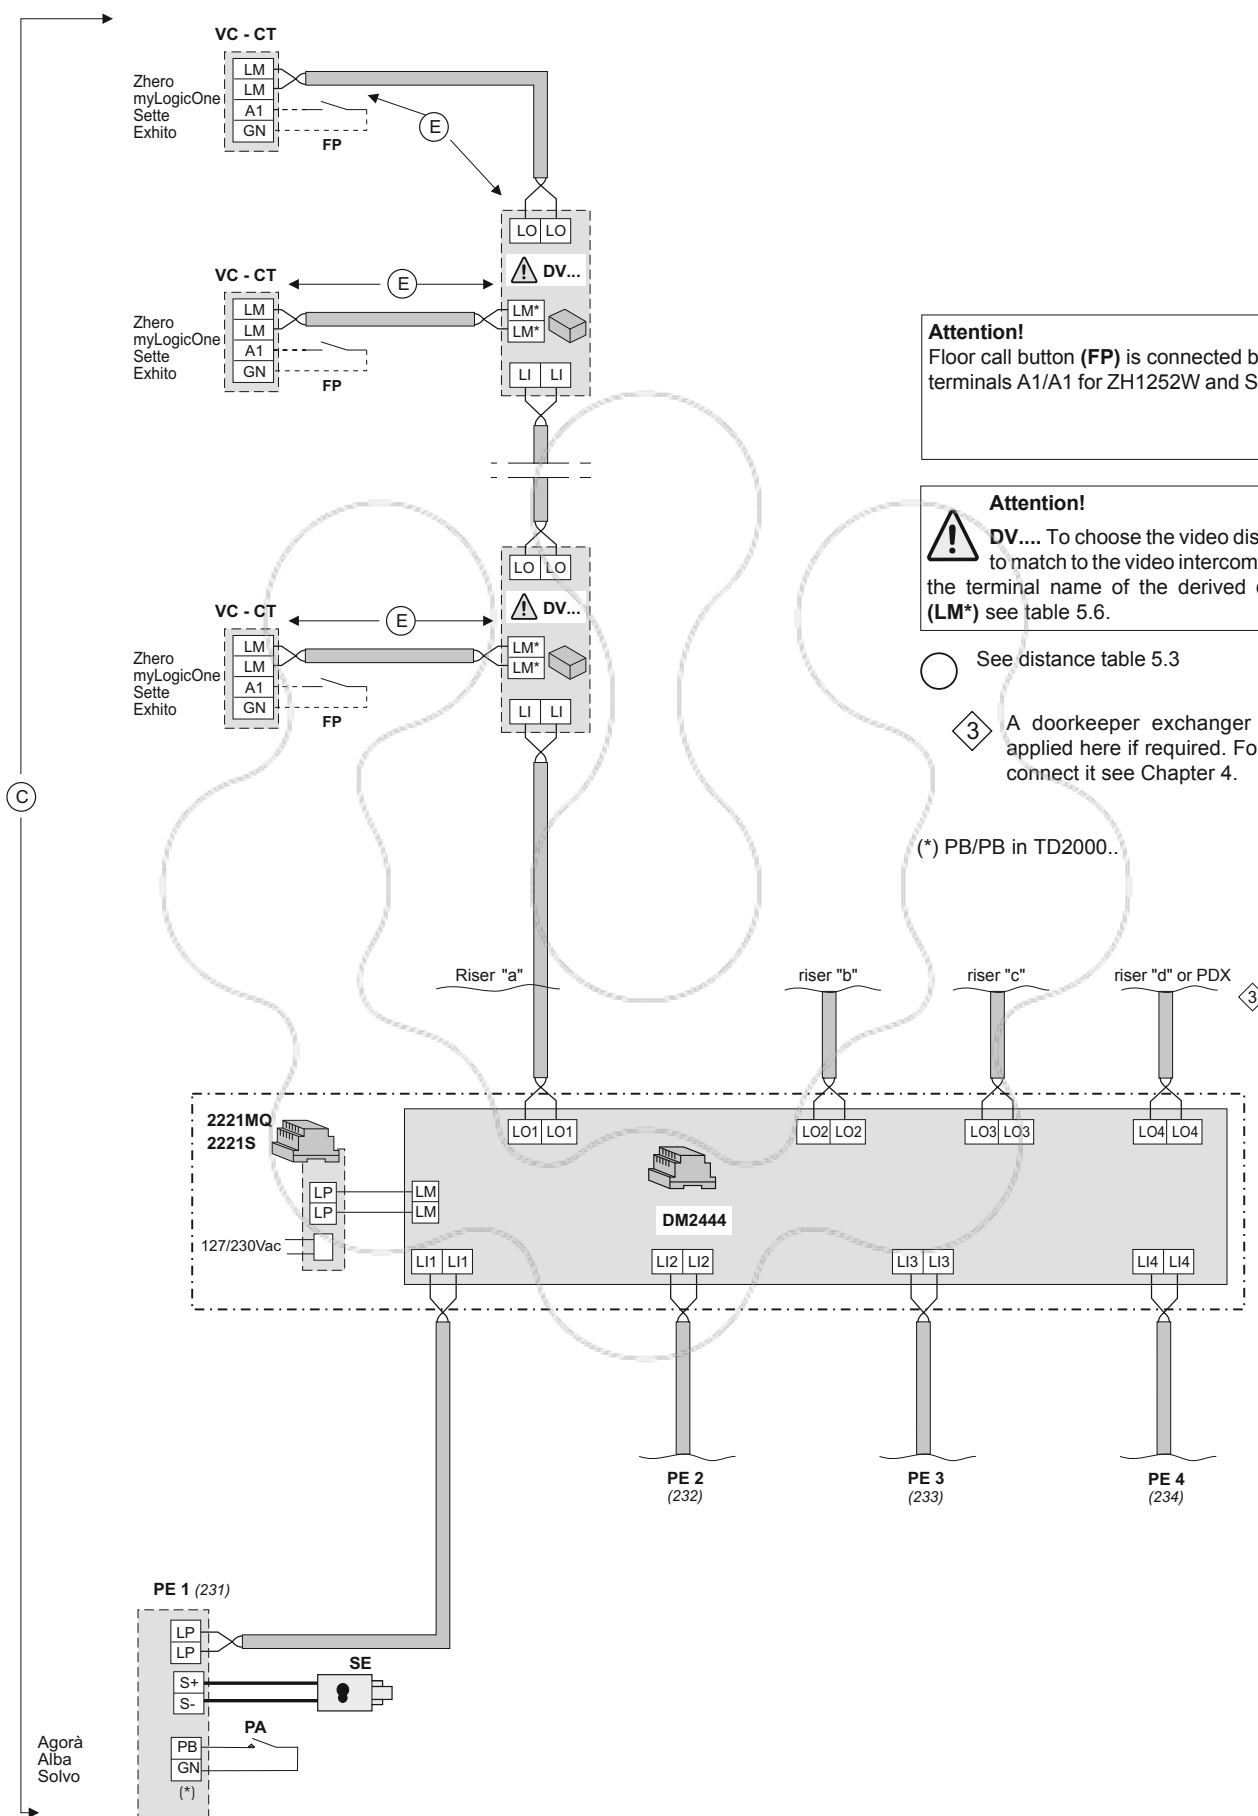 VC - CT
Zhero
myLogicOne
Sette
Exhito
LM
LM
A1
GN
FP
E
LO LO
DV...
VC - CT
E
Zhero
myLogicOne
Sette
Exhito
LM
LM
A1
GN
FP
LM*
LM*
LI LI
Attention!
Floor call button (FP) is connected
terminals A1/A1 for ZH1252W and
Attention!
DV.... To choose the video
to match to the video intercom
the terminal name of the derived
(LM*) see table 5.6.
LO LO
DV...
VC - CT
E
Zhero
myLogicOne
Sette
Exhito
LM
LM
A1
GN
FP
LM*
LM*
LI LI
See distance table 5.3
3
A doorkeeper exchanger
applied here if required.
connect it see Chapter 4.
C
(*) PB/PB in TD2000..
Riser "a"
riser "b"
riser "c"
riser "d" or PDX
3
2221MQ
2221S
LO1 LO1
LO2 LO2
LO3 LO3
LO4 LO4
LP
LP
LM
LM
DM2444
127/230Vac
LI1 LI1
LI2 LI2
LI3 LI3
LI4 LI4
PE 2
(232)
PE 3
(233)
PE 4
(234)
PE 1 (231)
LP
LP
S+
S-
SE
PA
PB
GN
(*)
Agorà
Alba
Solvo